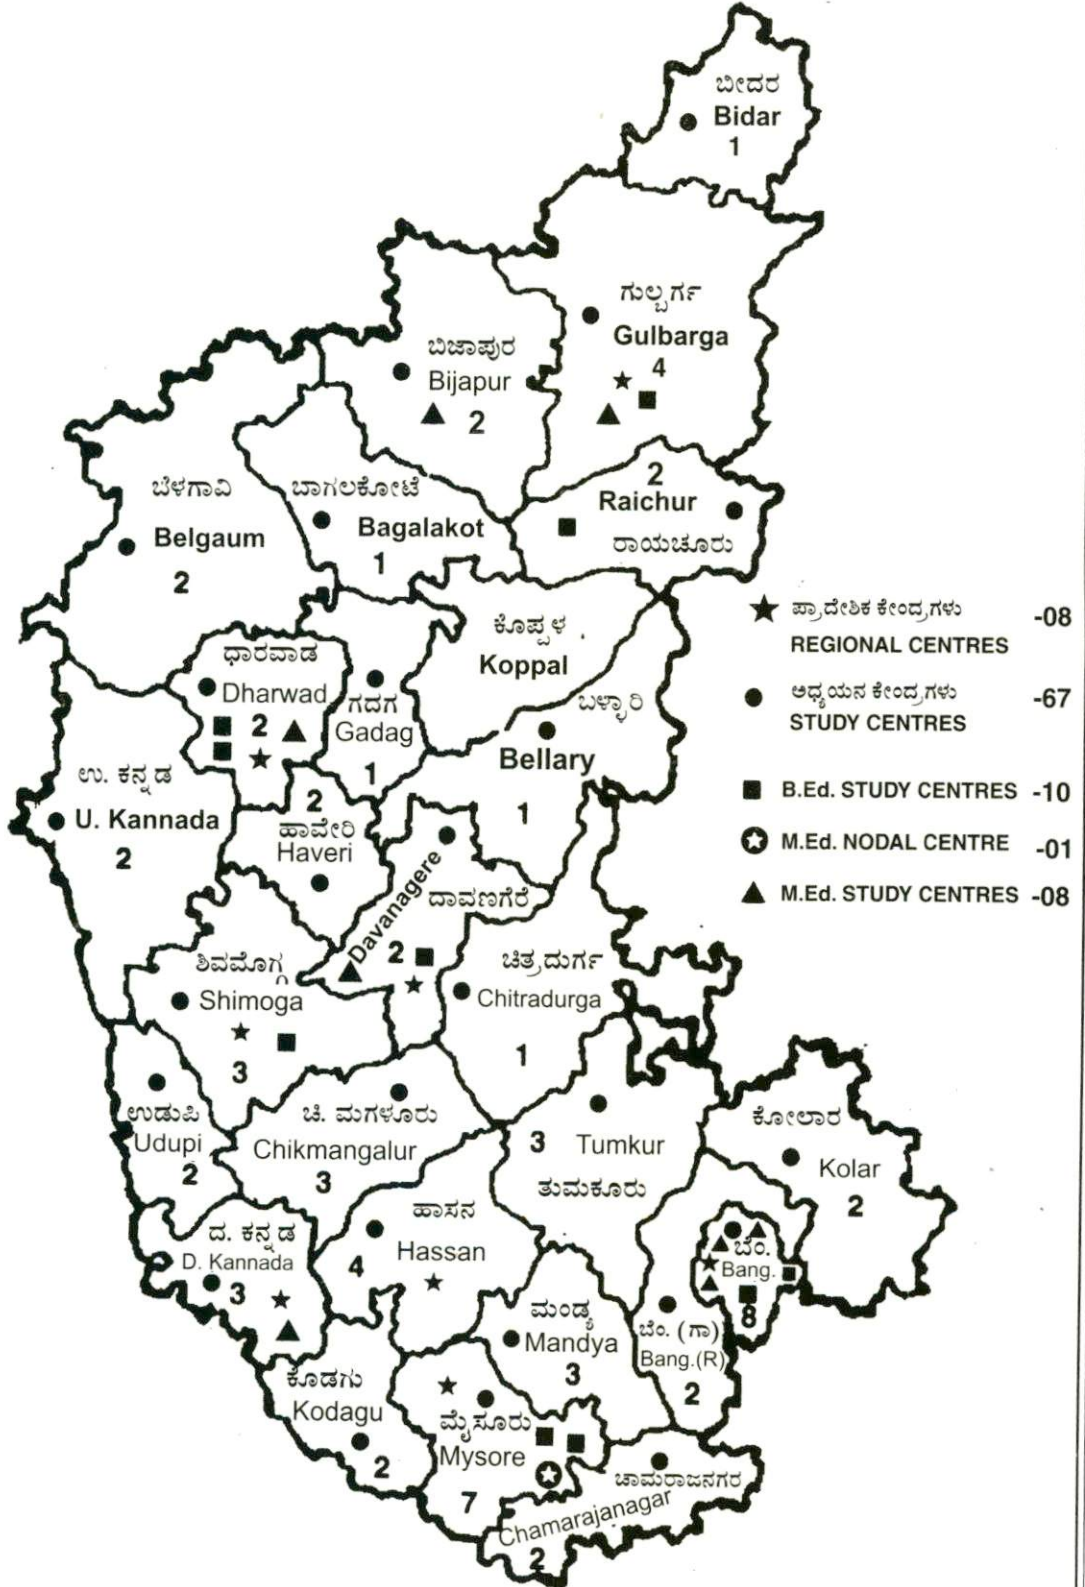 ಬೀದರ
Bidar
1
ಗುಲ್ಬರ್ಗ
Gulbarga
4
ಬಿಜಾಪುರ
Bijapur
2
2
Raichur
ರಾಯಚೂರು
ಬೆಳಗಾವಿ
Belgaum
2
ಬಾಗಲಕೋಟೆ
Bagalakot
1
ಕೊಪ್ಪಳ
Koppal
ಧಾರವಾಡ
Dharwad
2
ಗದಗ
Gadag
1
ಬಳ್ಳಾರಿ
Bellary
1
ಉ. ಕನ್ನಡ
U. Kannada
2
2
ಹಾವೇರಿ
Haveri
Davanagere
ದಾವಣಗೆರೆ
2
ಶಿವಮೊಗ್ಗ
Shimoga
3
ಚಿತ್ರದುರ್ಗ
Chitradurga
1
ಉಡುಪಿ
Udupi
2
ಚಿ. ಮಗಳೂರು
Chikmangalur
3
3 Tumkur
ತುಮಕೂರು
ಕೋಲಾರ
Kolar
2
ದ. ಕನ್ನಡ
D. Kannada
3
ಹಾಸನ
Hassan
4
ಬೆಂ.
Bang.
8
ಮಂಡ್ಯ
Mandya
3
ಬೆಂ. (ಗಾ)
Bang.(R)
2
ಕೊಡಗು
Kodagu
2
ಮೈಸೂರು
Mysore
7
ಚಾಮರಾಜನಗರ
Chamarajanagar
2
ಪ್ರಾದೇಶಿಕ ಕೇಂದ್ರಗಳು -08
REGIONAL CENTRES
ಅಧ್ಯಯನ ಕೇಂದ್ರಗಳು -67
STUDY CENTRES
B.Ed. STUDY CENTRES -10
M.Ed. NODAL CENTRE -01
M.Ed. STUDY CENTRES -08